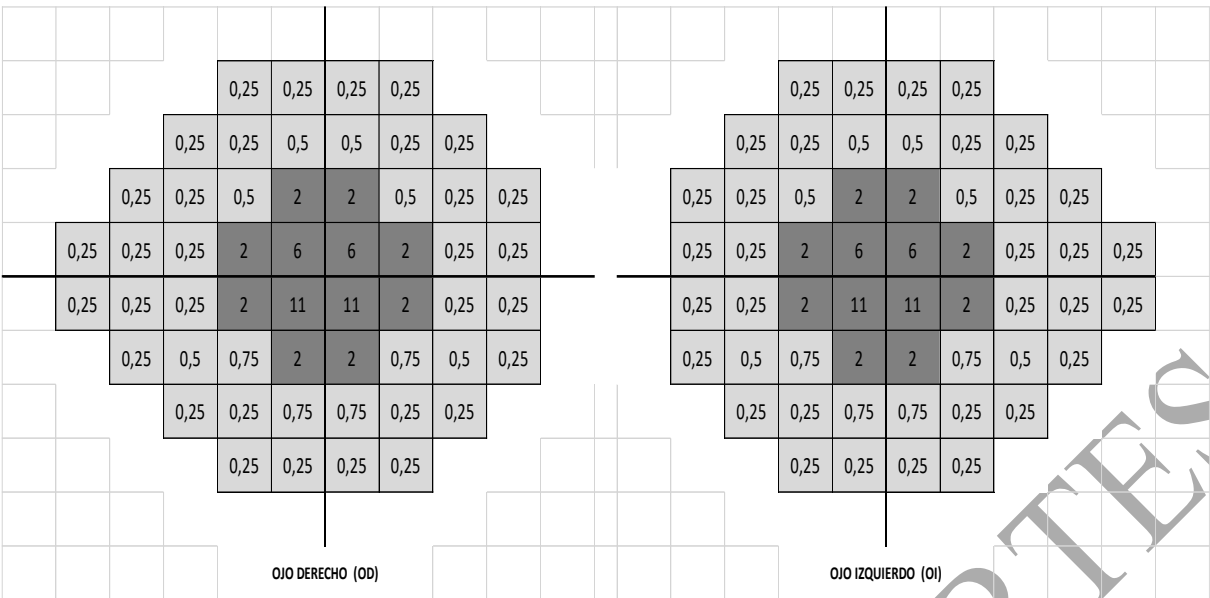 0,25 0,25 0,25 0,25 0,25 0,25 0,25 0,25
0,25 0,25 0,5 0,5 0,25 0,25 0,25 0,25 0,5 0,5 0,25 0,25
0,25 0,25 0,5 2 2 0,5 0,25 0,25 0,25 0,25 0,5 2 2 0,5 0,25 0,25
0,25 0,25 0,25 2 6 6 2 0,25 0,25 0,25 0,25 2 6 6 2 0,25 0,25 0,25
0,25 0,25 0,25 2 11 11 2 0,25 0,25 0,25 0,25 2 11 11 2 0,25 0,25 0,25
0,25 0,5 0,75 2 2 0,75 0,5 0,25 0,25 0,5 0,75 2 2 0,75 0,5 0,25
0,25 0,25 0,75 0,75 0,25 0,25 0,25 0,25 0,75 0,75 0,25 0,25
0,25 0,25 0,25 0,25 0,25 0,25 0,25 0,25
OJO DERECHO (OD) OJO IZQUIERDO (OI)